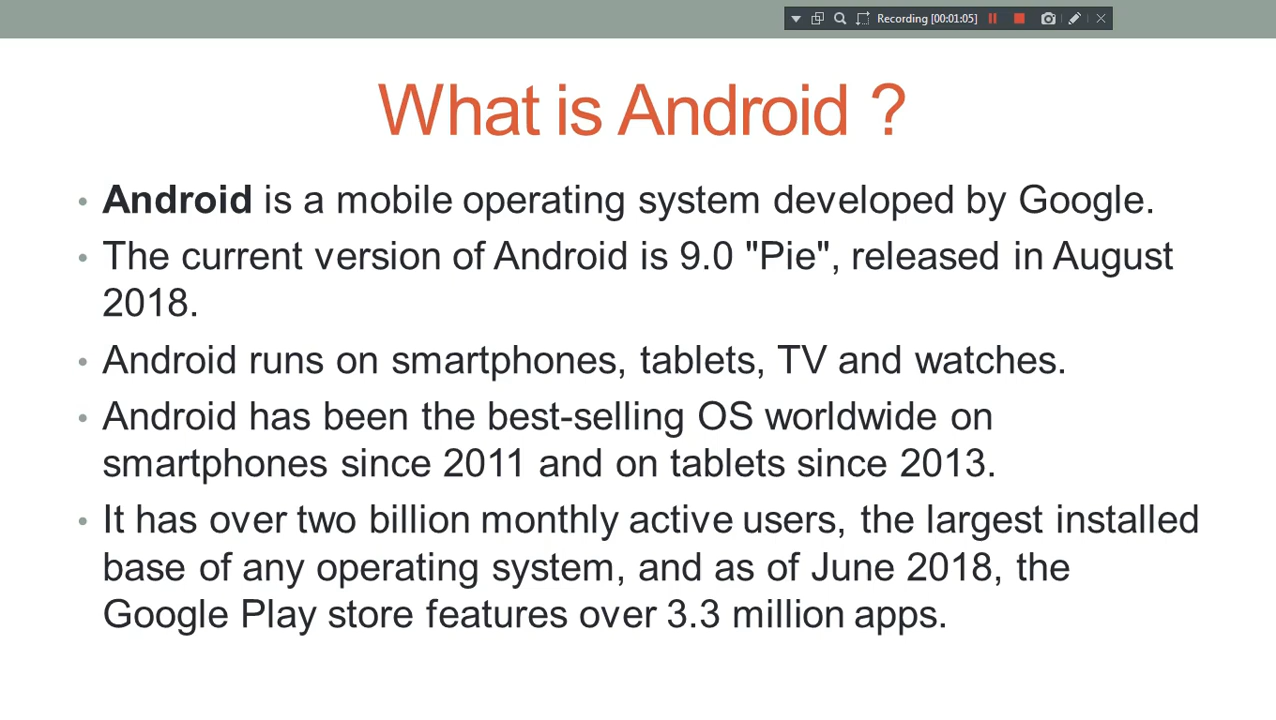 Recording [00:01:05]
What is Android ?
• Android is a mobile operating system developed by Google.
• The current version of Android is 9.0 "Pie", released in August
2018.
• Android runs on smartphones, tablets, TV and watches.
• Android has been the best-selling OS worldwide on
smartphones since 2011 and on tablets since 2013.
• It has over two billion monthly active users, the largest installed
base of any operating system, and as of June 2018, the
Google Play store features over 3.3 million apps.